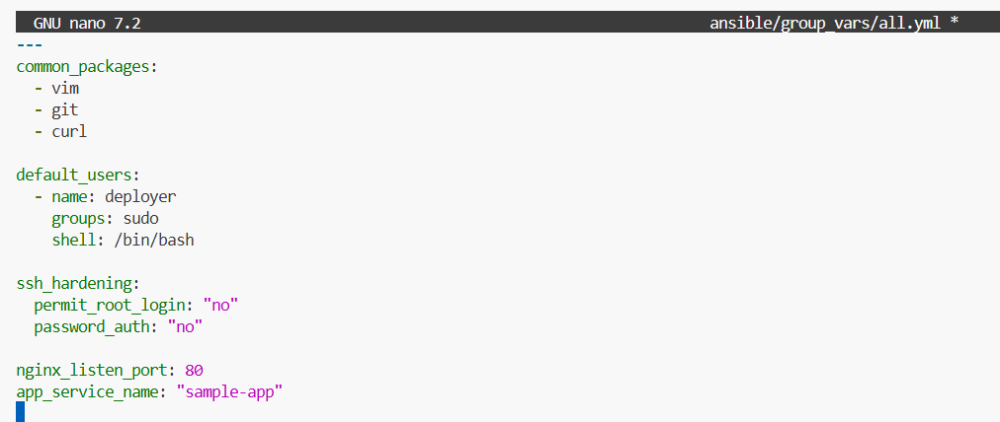 GNU nano 7.2 ansible/group_vars/all.yml *
---
common_packages:
  - vim
  - git
  - curl

default_users:
  - name: deployer
    groups: sudo
    shell: /bin/bash

ssh_hardening:
  permit_root_login: "no"
  password_auth: "no"

nginx_listen_port: 80
app_service_name: "sample-app"